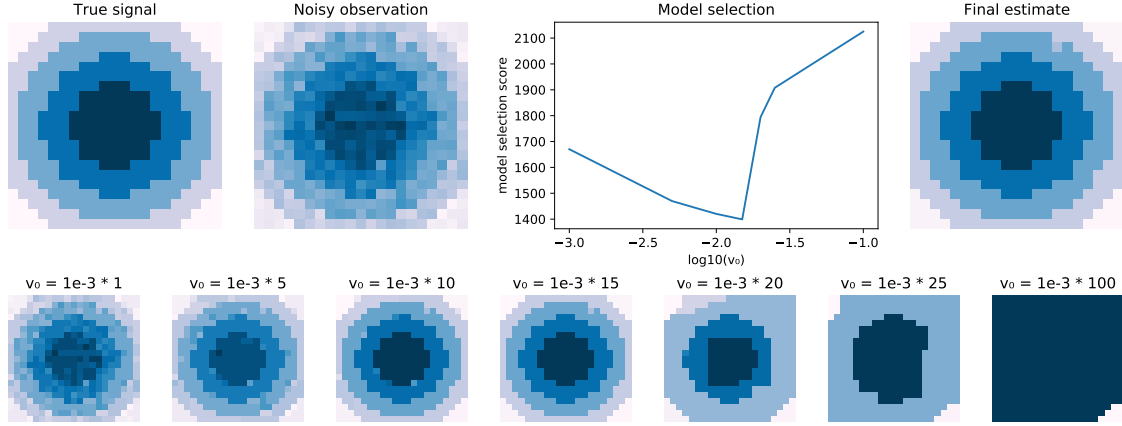 True signal
Noisy observation
Model selection
Final estimate
model selection score
2100
2000
1900
1800
1700
1600
1500
1400
−3.0
−2.5
−2.0
−1.5
−1.0
log10(v₀)
v₀ = 1e-3 * 1
v₀ = 1e-3 * 5
v₀ = 1e-3 * 10
v₀ = 1e-3 * 15
v₀ = 1e-3 * 20
v₀ = 1e-3 * 25
v₀ = 1e-3 * 100